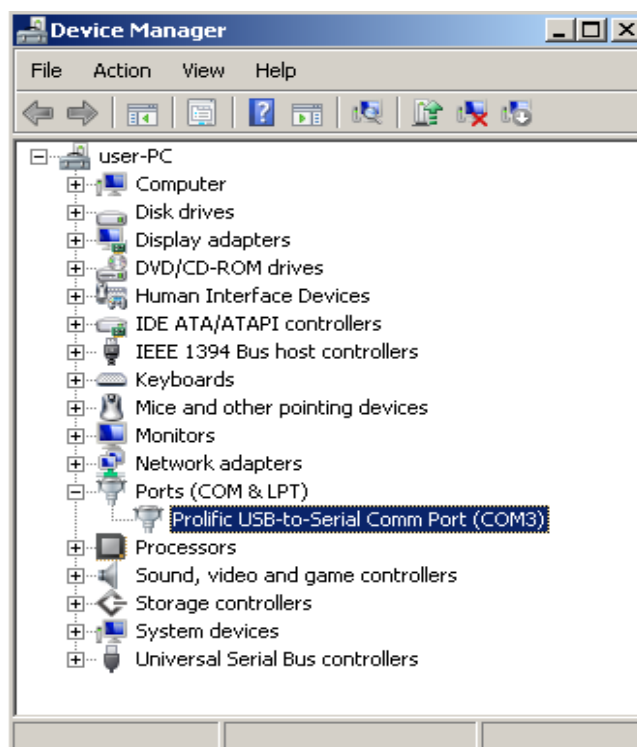 Device Manager
File Action View Help
user-PC
Computer
Disk drives
Display adapters
DVD/CD-ROM drives
Human Interface Devices
IDE ATA/ATAPI controllers
IEEE 1394 Bus host controllers
Keyboards
Mice and other pointing devices
Monitors
Network adapters
Ports (COM & LPT)
Prolific USB-to-Serial Comm Port (COM3)
Processors
Sound, video and game controllers
Storage controllers
System devices
Universal Serial Bus controllers